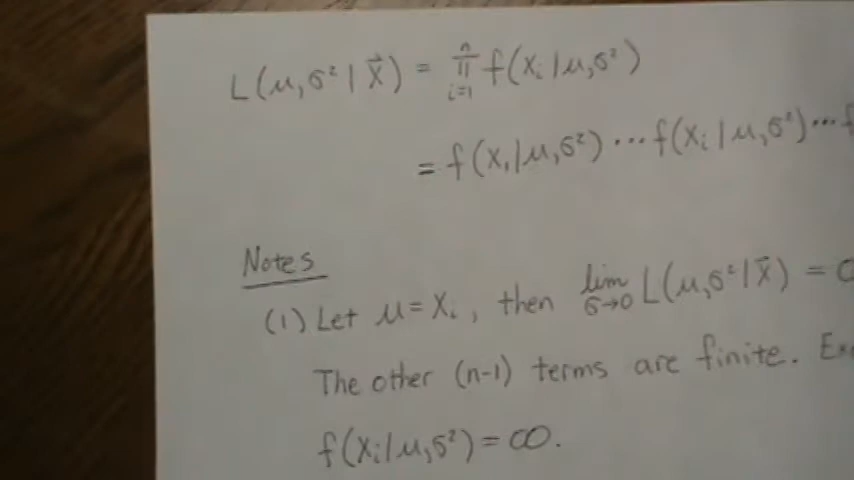 L(μ,σ²|x⃗) = ∏ᵢ₌₁ⁿ f(xᵢ|μ,σ²)
= f(x₁|μ,σ²)⋯f(xᵢ|μ,σ²)⋯f
Notes
(1) Let μ=xᵢ, then lim σ→0 L(μ,σ²|x⃗) =
The other (n-1) terms are finite.
f(xᵢ|μ,σ²) = ∞.